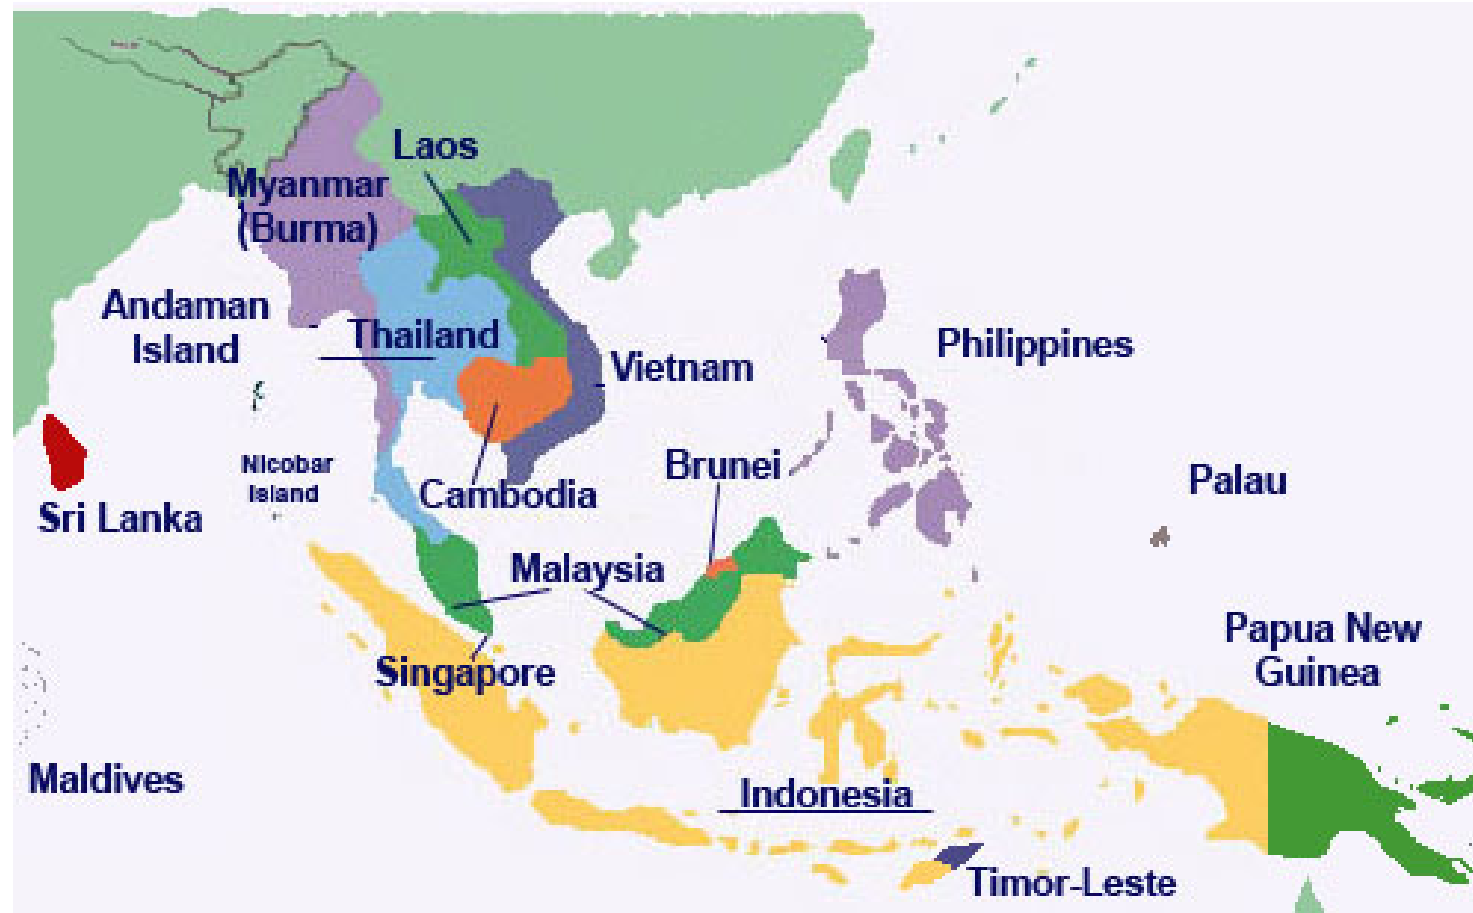 Laos
Myanmar
(Burma)
Andaman
Island
Thailand
Philippines
Vietnam
Nicobar
Island
Brunei
Cambodia
Palau
Sri Lanka
Malaysia
Papua New
Guinea
Singapore
Maldives
Indonesia
Timor-Leste